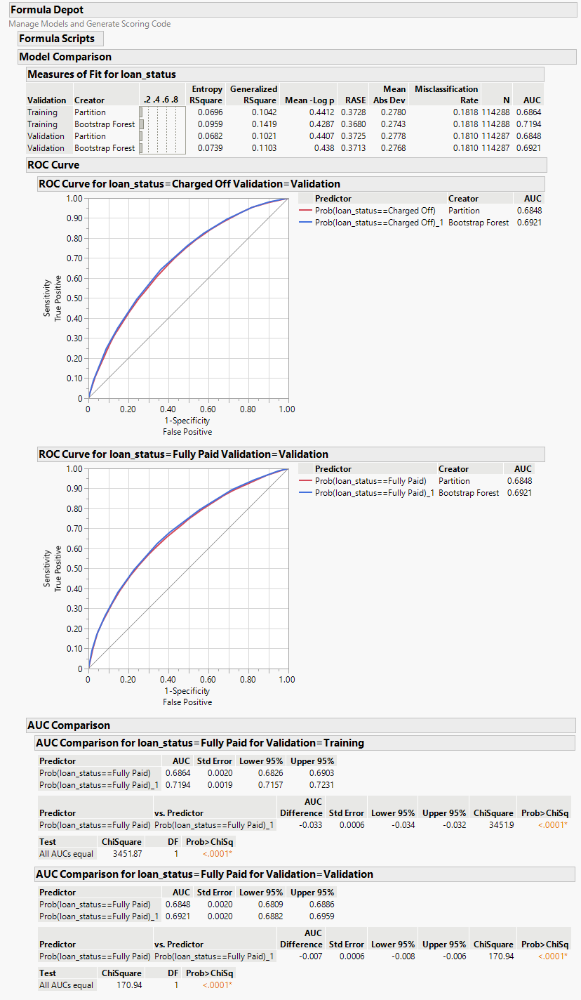 Formula Depot
Manage Models and Generate Scoring Code
Formula Scripts
Model Comparison
Measures of Fit for loan_status
Entropy Generalized Mean Misclassification
Validation Creator .2 .4 .6 .8 RSquare RSquare Mean -Log p RASE Abs Dev Rate N AUC
Training Partition 0.0696 0.1042 0.4412 0.3728 0.2780 0.1818 114288 0.6864
Training Bootstrap Forest 0.0959 0.1419 0.4287 0.3680 0.2743 0.1818 114288 0.7194
Validation Partition 0.0682 0.1021 0.4407 0.3725 0.2778 0.1810 114287 0.6848
Validation Bootstrap Forest 0.0739 0.1103 0.438 0.3713 0.2768 0.1810 114287 0.6921
ROC Curve
ROC Curve for loan_status=Charged Off Validation=Validation
Predictor Creator AUC
Prob(loan_status==Charged Off) Partition 0.6848
Prob(loan_status==Charged Off)_1 Bootstrap Forest 0.6921
1.00
0.90
0.80
0.70
0.60
0.50
0.40
0.30
0.20
0.10
0
Sensitivity
True Positive
0 0.20 0.40 0.60 0.80 1.00
1-Specificity
False Positive
ROC Curve for loan_status=Fully Paid Validation=Validation
Predictor Creator AUC
Prob(loan_status==Fully Paid) Partition 0.6848
Prob(loan_status==Fully Paid)_1 Bootstrap Forest 0.6921
1.00
0.90
0.80
0.70
0.60
0.50
0.40
0.30
0.20
0.10
0
Sensitivity
True Positive
0 0.20 0.40 0.60 0.80 1.00
1-Specificity
False Positive
AUC Comparison
AUC Comparison for loan_status=Fully Paid for Validation=Training
Predictor AUC Std Error Lower 95% Upper 95%
Prob(loan_status==Fully Paid) 0.6864 0.0020 0.6826 0.6903
Prob(loan_status==Fully Paid)_1 0.7194 0.0019 0.7157 0.7231
AUC
Predictor vs. Predictor Difference Std Error Lower 95% Upper 95% ChiSquare Prob>ChiSq
Prob(loan_status==Fully Paid) Prob(loan_status==Fully Paid)_1 -0.033 0.0006 -0.034 -0.032 3451.9 <.0001*
Test ChiSquare DF Prob>ChiSq
All AUCs equal 3451.87 1 <.0001*
AUC Comparison for loan_status=Fully Paid for Validation=Validation
Predictor AUC Std Error Lower 95% Upper 95%
Prob(loan_status==Fully Paid) 0.6848 0.0020 0.6809 0.6886
Prob(loan_status==Fully Paid)_1 0.6921 0.0020 0.6882 0.6959
AUC
Predictor vs. Predictor Difference Std Error Lower 95% Upper 95% ChiSquare Prob>ChiSq
Prob(loan_status==Fully Paid) Prob(loan_status==Fully Paid)_1 -0.007 0.0006 -0.008 -0.006 170.94 <.0001*
Test ChiSquare DF Prob>ChiSq
All AUCs equal 170.94 1 <.0001*